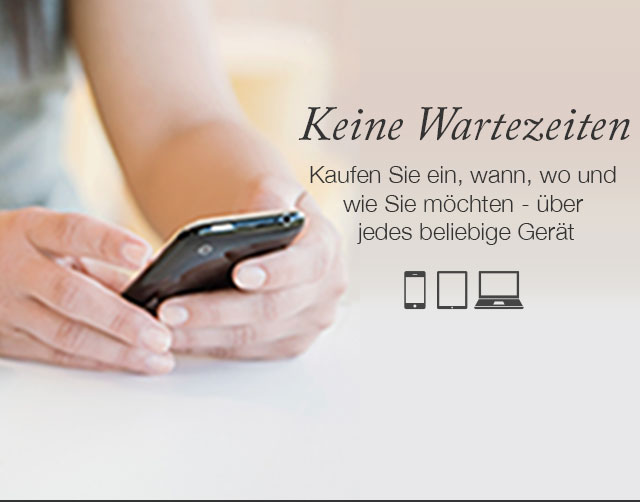 Keine Wartezeiten
Kaufen Sie ein, wann, wo und
wie Sie möchten - über
jedes beliebige Gerät